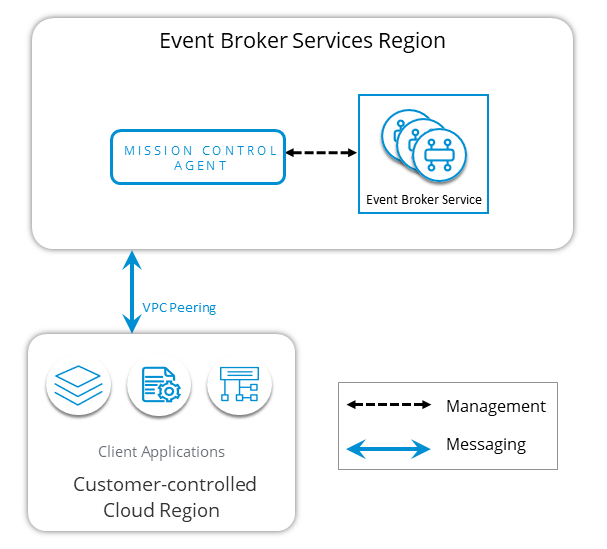 Event Broker Services Region
MISSION CONTROL
AGENT
Event Broker Service
VPC Peering
Client Applications
Customer-controlled
Cloud Region
Management
Messaging